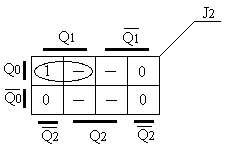 J2
Q1 Q̅1̅
Q0 1 – – 0
Q̅0̅ 0 – – 0
Q̅2̅ Q2 Q̅2̅